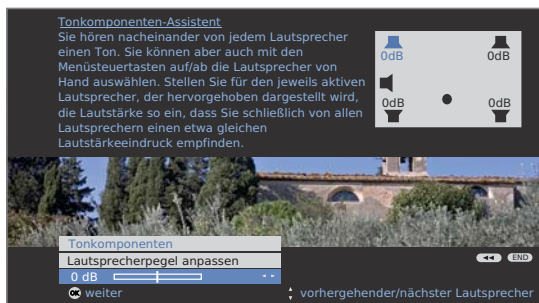 Tonkomponenten-Assistent
Sie hören nacheinander von jedem Lautsprecher
einen Ton. Sie können aber auch mit den
Menüsteuertasten auf/ab die Lautsprecher von
Hand auswählen. Stellen Sie für den jeweils aktiven
Lautsprecher, der hervorgehoben dargestellt wird,
die Lautstärke so ein, dass Sie schließlich von allen
Lautsprechern einen etwa gleichen
Lautstärkeeindruck empfinden.
0dB
0dB
0dB
0dB
Tonkomponenten
Lautsprecherpegel anpassen
0 dB
END
OK weiter
vorhergehender/nächster Lautsprecher